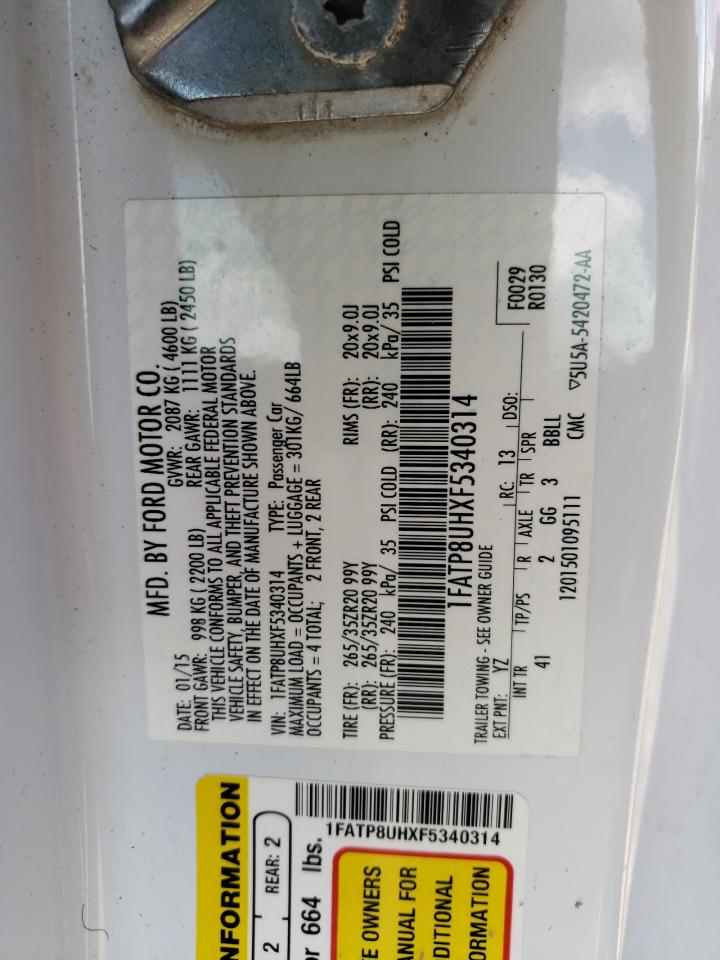 MFD. BY FORD MOTOR CO.
DATE: 01/15 GVWR: 2087 KG ( 4600 LB)
FRONT GAWR: 998 KG ( 2200 LB) REAR GAWR: 1111 KG ( 2450 LB)
THIS VEHICLE CONFORMS TO ALL APPLICABLE FEDERAL MOTOR
VEHICLE SAFETY, BUMPER, AND THEFT PREVENTION STANDARDS
IN EFFECT ON THE DATE OF MANUFACTURE SHOWN ABOVE.
VIN: 1FATP8UHXF5340314 TYPE: Passenger Car
MAXIMUM LOAD = OCCUPANTS + LUGGAGE = 301KG/ 664LB
OCCUPANTS = 4 TOTAL; 2 FRONT, 2 REAR
TIRE (FR): 265/35ZR20 99Y RIMS (FR): 20x9.0J
(RR): 265/35ZR20 99Y (RR): 20x9.0J
PRESSURE (FR): 240 kPa/ 35 PSI COLD (RR): 240 kPa/ 35 PSI COLD
1FATP8UHXF5340314
TRAILER TOWING - SEE OWNER GUIDE
EXT PNT: YZ RC: 13 DSO: F0029
R0130
INT TR TP/PS R AXLE TR SPR
41 2 GG 3 BBLL
1201501095111 CMC ▽5U5A-5420472-AA
NFORMATION
2 REAR: 2
or 664 lbs.
1FATP8UHXF5340314
E OWNERS
ANUAL FOR
DITIONAL
ORMATION